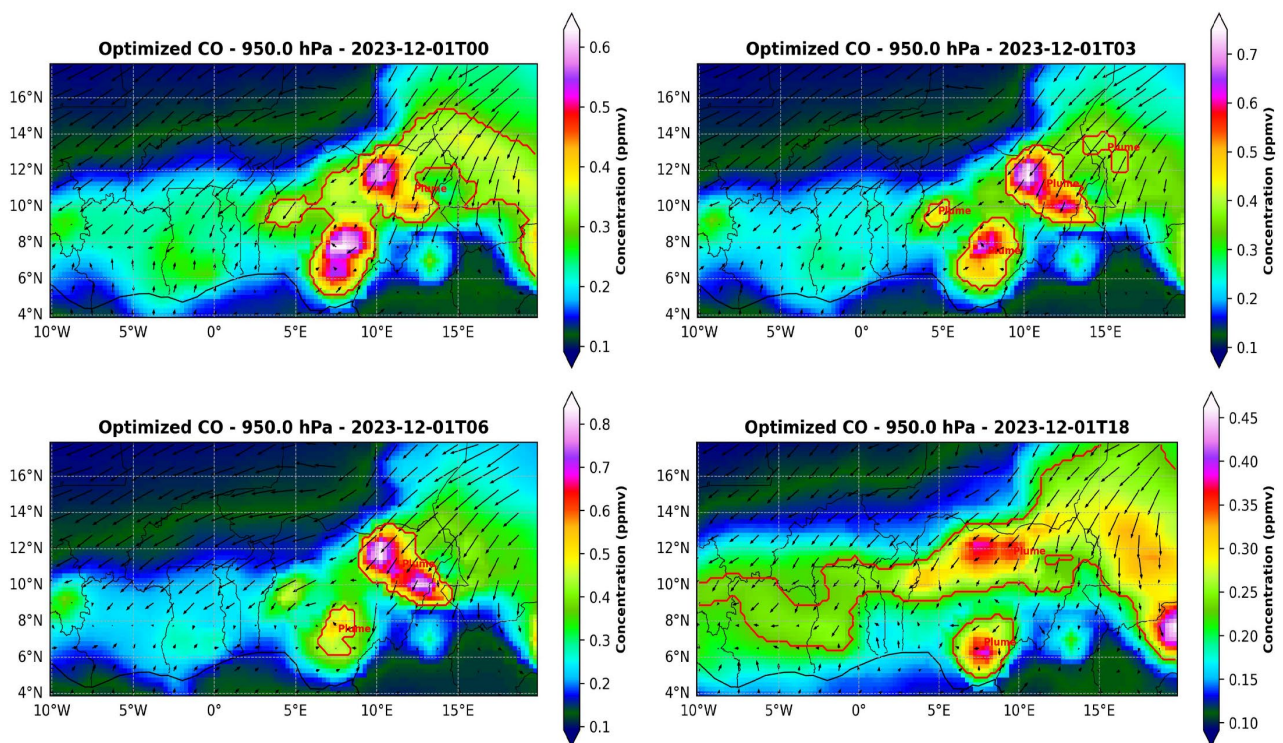 Optimized CO - 950.0 hPa - 2023-12-01T00
16°N
14°N
12°N
10°N
8°N
6°N
4°N
10°W
5°W
0°
5°E
10°E
15°E
Plume
0.6
0.5
0.4
0.3
0.2
0.1
Concentration (ppmv)
Optimized CO - 950.0 hPa - 2023-12-01T03
16°N
14°N
12°N
10°N
8°N
6°N
4°N
10°W
5°W
0°
5°E
10°E
15°E
Plume
Plume
Plume
Plume
0.7
0.6
0.5
0.4
0.3
0.2
0.1
Concentration (ppmv)
Optimized CO - 950.0 hPa - 2023-12-01T06
16°N
14°N
12°N
10°N
8°N
6°N
4°N
10°W
5°W
0°
5°E
10°E
15°E
Plume
Plume
0.8
0.7
0.6
0.5
0.4
0.3
0.2
0.1
Concentration (ppmv)
Optimized CO - 950.0 hPa - 2023-12-01T18
16°N
14°N
12°N
10°N
8°N
6°N
4°N
10°W
5°W
0°
5°E
10°E
15°E
Plume
Plume
0.45
0.40
0.35
0.30
0.25
0.20
0.15
0.10
Concentration (ppmv)